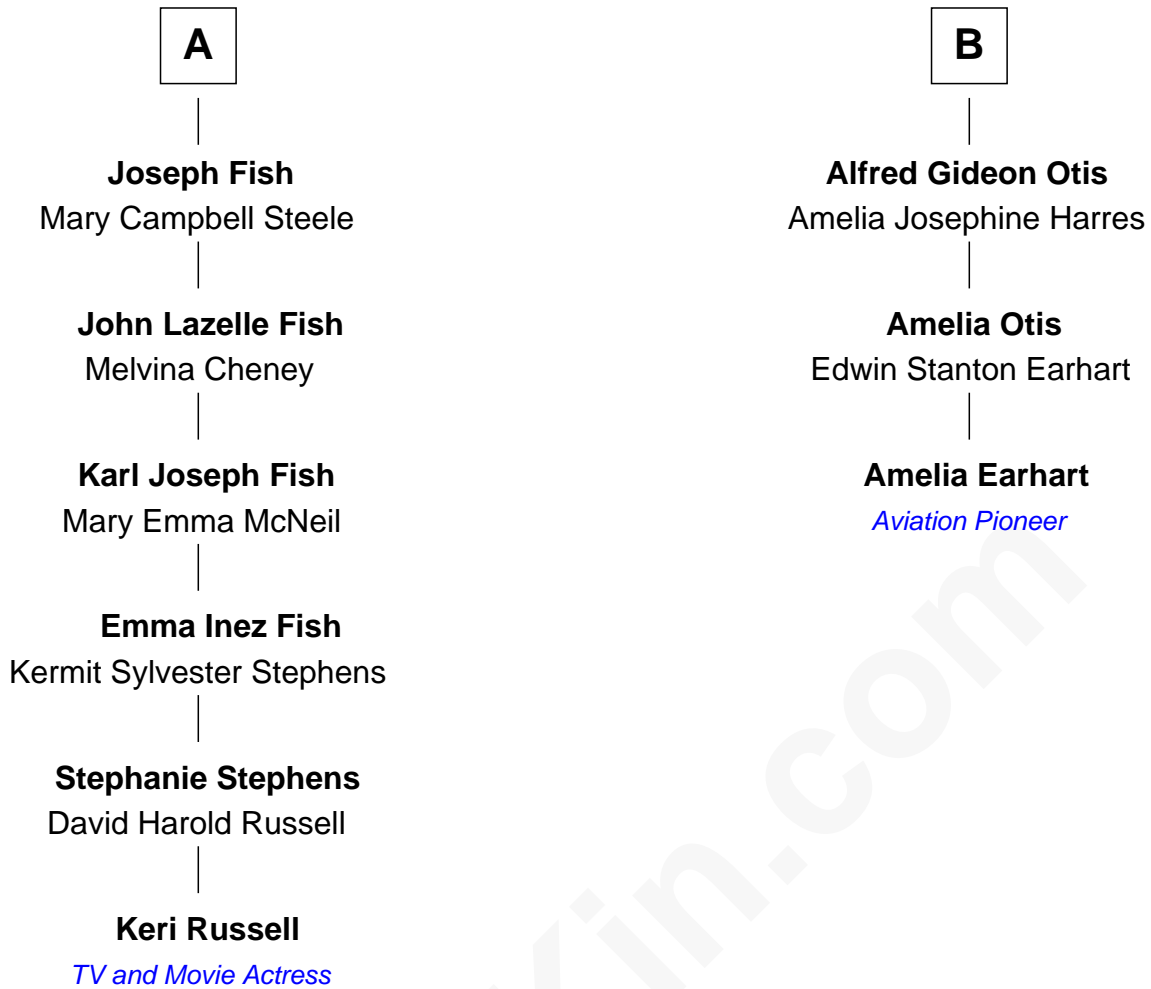 A
Joseph Fish
Mary Campbell Steele
John Lazelle Fish
Melvina Cheney
Karl Joseph Fish
Mary Emma McNeil
Emma Inez Fish
Kermit Sylvester Stephens
Stephanie Stephens
David Harold Russell
Keri Russell
TV and Movie Actress
B
Alfred Gideon Otis
Amelia Josephine Harres
Amelia Otis
Edwin Stanton Earhart
Amelia Earhart
Aviation Pioneer